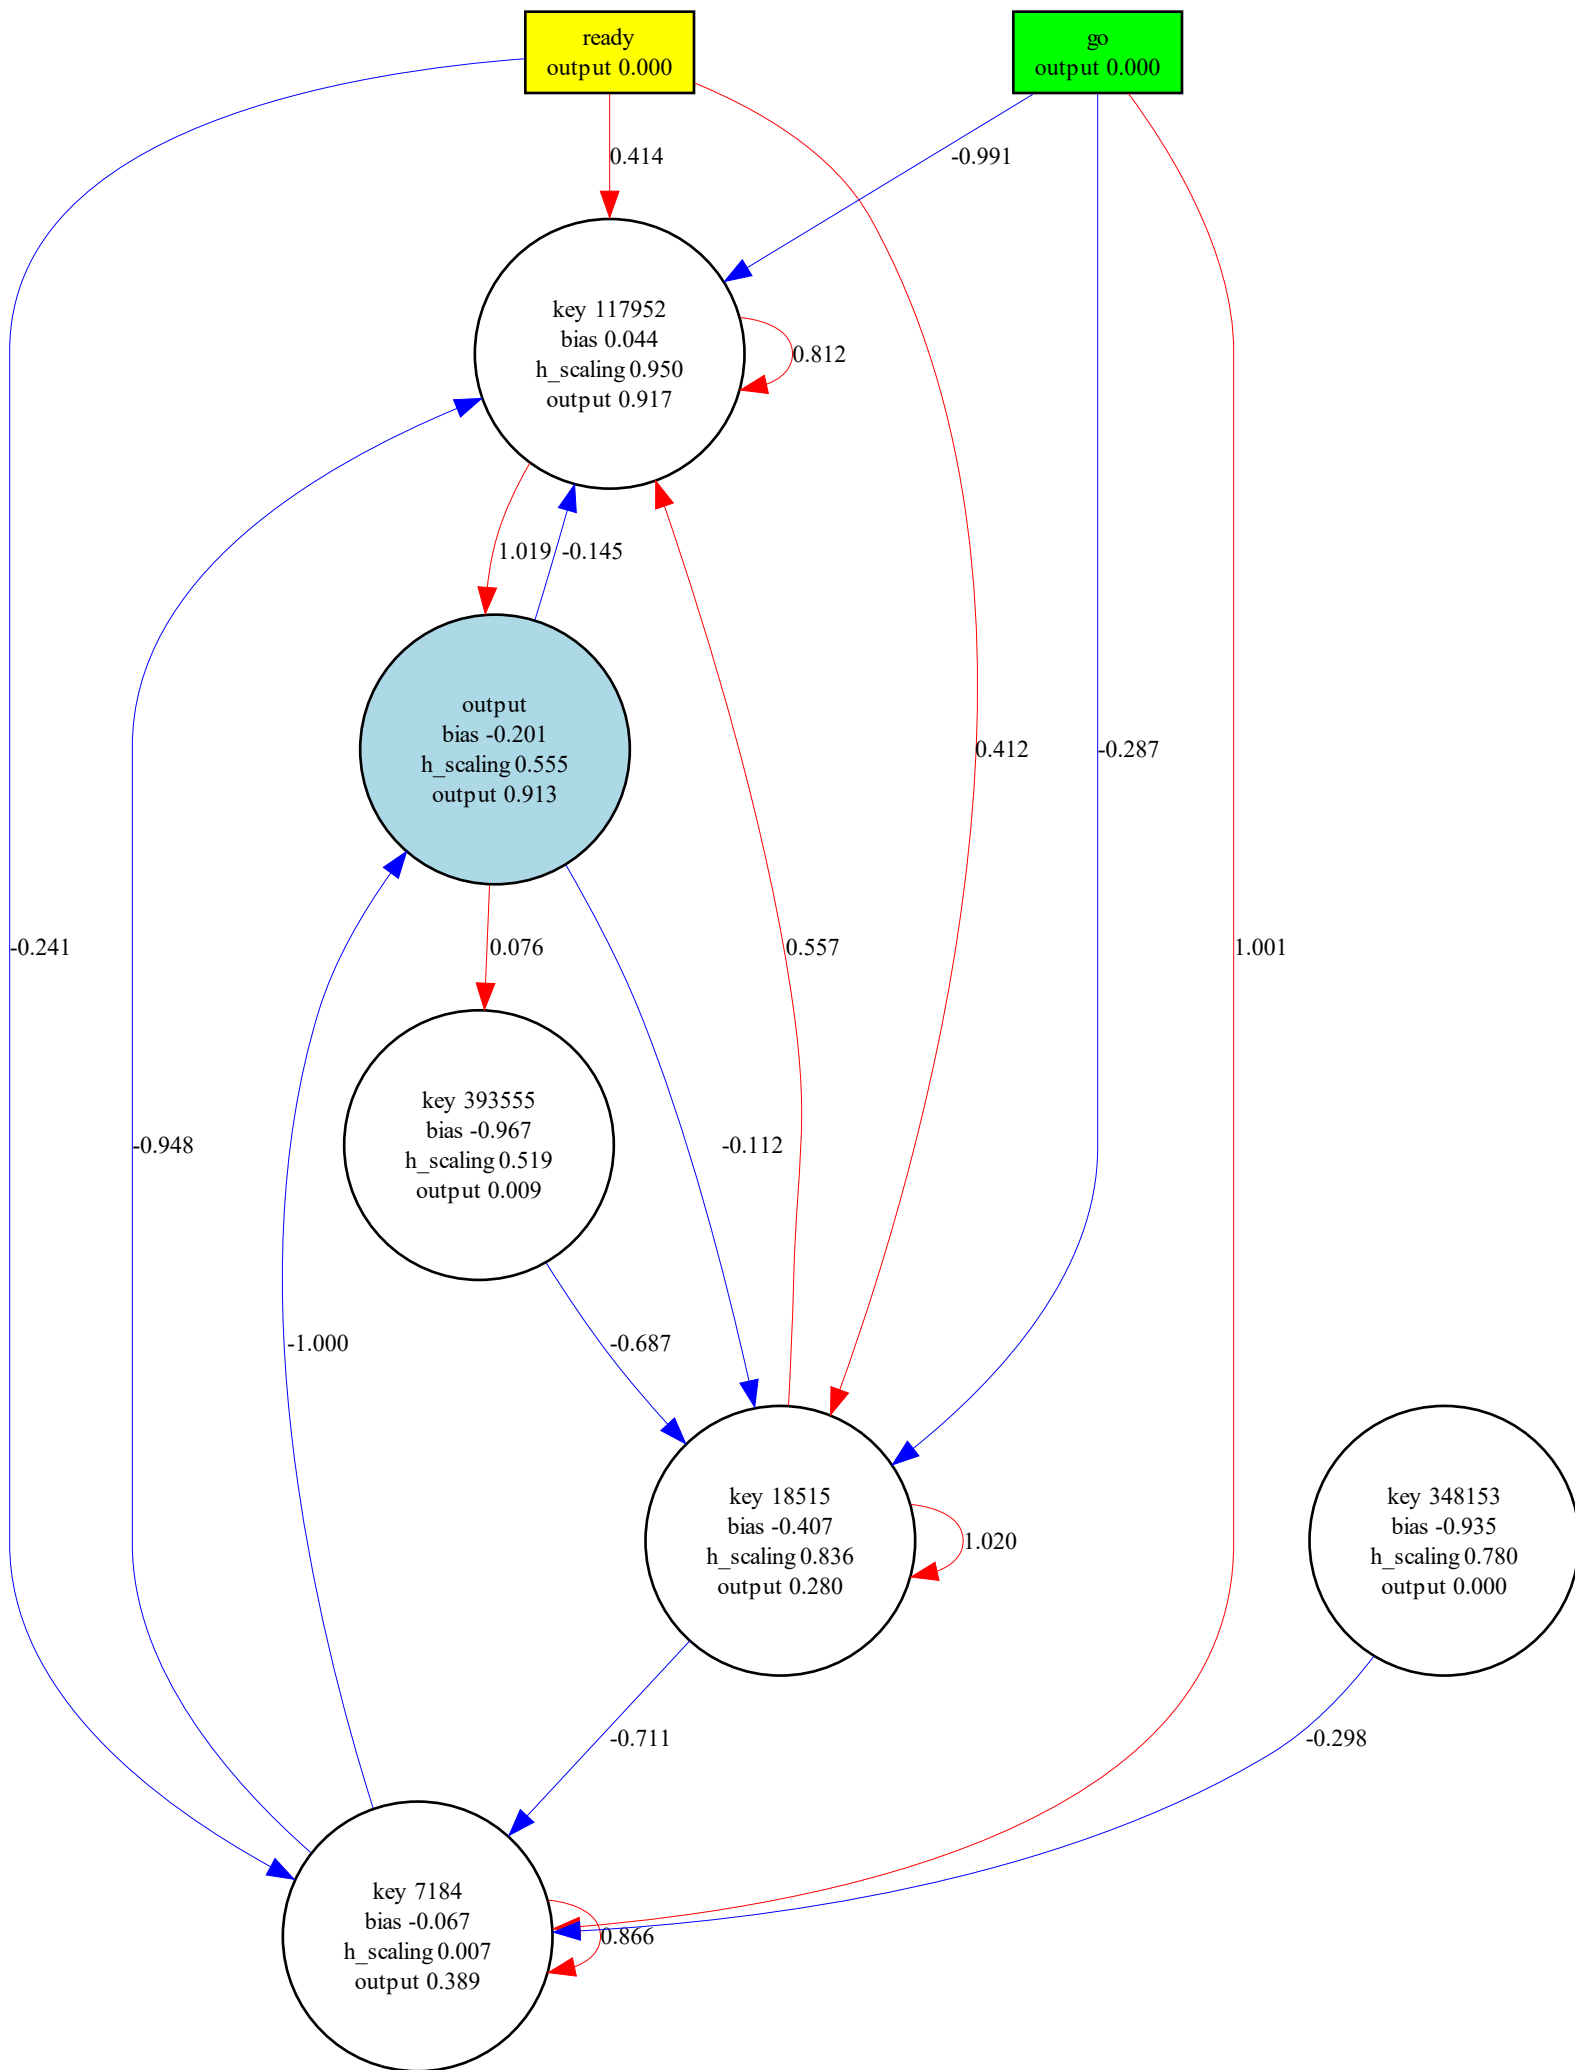 ready
output 0.000
go
output 0.000
0.414
-0.991
key 117952
bias 0.044
h_scaling 0.950
output 0.917
0.812
1.019
-0.145
output
bias -0.201
h_scaling 0.555
output 0.913
0.412
-0.287
-0.241
0.076
0.557
1.001
key 393555
bias -0.967
h_scaling 0.519
output 0.009
-0.948
-0.112
-1.000
-0.687
key 18515
bias -0.407
h_scaling 0.836
output 0.280
1.020
key 348153
bias -0.935
h_scaling 0.780
output 0.000
-0.711
-0.298
key 7184
bias -0.067
h_scaling 0.007
output 0.389
0.866